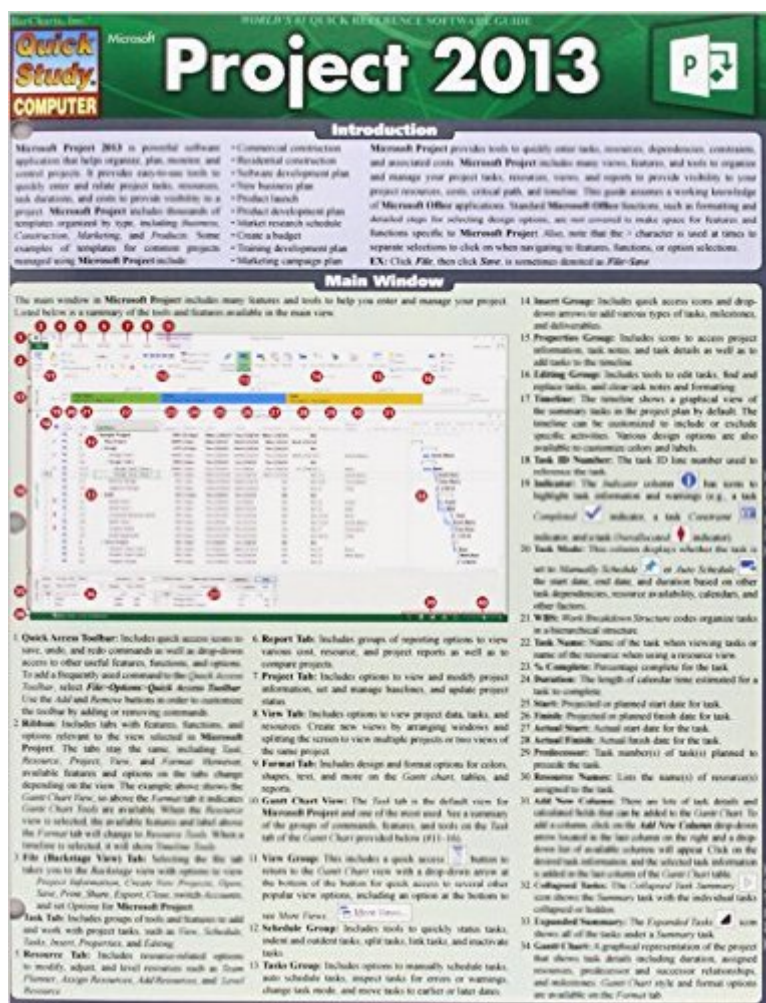 BarCharts, Inc.®
WORLD'S #1 QUICK REFERENCE SOFTWARE GUIDE
Quick
Study.
COMPUTER
Microsoft
Project 2013
P
Introduction
Microsoft Project 2013 is powerful software
application that helps organize, plan, monitor, and
control projects. It provides easy-to-use tools to
quickly enter and relate project tasks, resources,
task durations, and costs to provide visibility to a
project. Microsoft Project includes thousands of
templates organized by type, including Business,
Construction, Marketing, and Products. Some
examples of templates for common projects
managed using Microsoft Project include:
• Commercial construction
• Residential construction
• Software development plan
• New business plan
• Product launch
• Product development plan
• Market research schedule
• Create a budget
• Training development plan
• Marketing campaign plan
Microsoft Project provides tools to quickly enter tasks, resources, dependencies, constraints,
and associated costs. Microsoft Project includes many views, features, and tools to organize
and manage your project tasks, resources, views, and reports to provide visibility to your
project resources, costs, critical path, and timeline. This guide assumes a working knowledge
of Microsoft Office applications. Standard Microsoft Office functions, such as formatting and
detailed steps for selecting design options, are not covered to make space for features and
functions specific to Microsoft Project. Also, note that the > character is used at times to
separate selections to click on when navigating to features, functions, or option selections.
EX: Click File, then click Save, is sometimes denoted as File>Save
Main Window
The main window in Microsoft Project includes many features and tools to help you enter and manage your project.
Listed below is a summary of the tools and features available in the main view.
1. Quick Access Toolbar: Includes quick access icons to
save, undo, and redo commands as well as drop-down
access to other useful features, functions, and options.
To add a frequently used command to the Quick Access
Toolbar, select File>Options>Quick Access Toolbar.
Use the Add and Remove buttons in order to customize
the toolbar by adding or removing commands.
2. Ribbon: Includes tabs with features, functions, and
options relevant to the view selected in Microsoft
Project. The tabs stay the same, including Task,
Resource, Project, View, and Format. However,
available features and options on the tabs change
depending on the view. The example above shows the
Gantt Chart View, so above the Format tab it indicates
Gantt Chart Tools are available. When the Resource
view is selected, the available features and label above
the Format tab will change to Resource Tools. When a
timeline is selected, it will show Timeline Tools.
3. File (Backstage View) Tab: Selecting the file tab
takes you to the Backstage view with options to view
Project Information, Create New Projects, Open,
Save, Print, Share, Export, Close, switch Accounts,
and set Options for Microsoft Project.
4. Task Tab: Includes groups of tools and features to add
and work with project tasks, such as View, Schedule,
Tasks, Insert, Properties, and Editing.
5. Resource Tab: Includes resource-related options
to modify, adjust, and level resources such as Team
Planner, Assign Resources, Add Resources, and Level
Resource.
6. Report Tab: Includes groups of reporting options to view
various cost, resource, and project reports as well as to
compare projects.
7. Project Tab: Includes options to view and modify project
information, set and manage baselines, and update project
status.
8. View Tab: Includes options to view project data, tasks, and
resources. Create new views by arranging windows and
splitting the screen to view multiple projects or two views of
the same project.
9. Format Tab: Includes design and format options for colors,
shapes, text, and more on the Gantt chart, tables, and
reports.
10. Gantt Chart View: The Task tab is the default view for
Microsoft Project and one of the most used. See a summary
of the groups of commands, features, and tools on the Task
tab of the Gantt Chart provided below (#11–16).
11. View Group: This includes a quick access button to
return to the Gantt Chart view with a drop-down arrow at
the bottom of the button for quick access to several other
popular view options, including an option at the bottom to
see More Views. More Views...
12. Schedule Group: Includes tools to quickly status tasks,
indent and outdent tasks, split tasks, link tasks, and inactivate
tasks.
13. Tasks Group: Includes options to manually schedule tasks,
auto schedule tasks, inspect tasks for errors or warnings,
change task mode, and move tasks to earlier or later dates.
14. Insert Group: Includes quick access icons and drop-
down arrows to add various types of tasks, milestones,
and deliverables.
15. Properties Group: Includes icons to access project
information, task notes, and task details as well as to
add tasks to the timeline.
16. Editing Group: Includes tools to edit tasks, find and
replace tasks, and clear task notes and formatting.
17. Timeline: The timeline shows a graphical view of
the summary tasks in the project plan by default. The
timeline can be customized to include or exclude
specific activities. Various design options are also
available to customize colors and labels.
18. Task ID Number: The task ID line number used to
reference the task.
19. Indicator: The Indicator column has icons to
highlight task information and warnings (e.g., a task
Completed indicator, a task Constraint
indicator, and a task Overallocated indicator).
20. Task Mode: This column displays whether the task is
set to Manually Schedule or Auto Schedule
the start date, end date, and duration based on other
task dependencies, resource availability, calendars, and
other factors.
21. WBS: Work Breakdown Structure codes organize tasks
in a hierarchical structure.
22. Task Name: Name of the task when viewing tasks or
name of the resource when using a resource view.
23. % Complete: Percentage complete for the task.
24. Duration: The length of calendar time estimated for a
task to complete.
25. Start: Projected or planned start date for task.
26. Finish: Projected or planned finish date for task.
27. Actual Start: Actual start date for the task.
28. Actual Finish: Actual finish date for the task.
29. Predecessor: Task number(s) of task(s) planned to
precede the task.
30. Resource Names: Lists the name(s) of resource(s)
assigned to the task.
31. Add New Column: There are lots of task details and
calculated fields that can be added to the Gantt Chart. To
add a column, click on the Add New Column drop-down
arrow located in the last column on the right and a drop-
down list of available columns will appear. Click on the
desired task information, and the selected task information
is added in the last column of the Gantt Chart table.
32. Collapsed Tasks: The Collapsed Task Summary
icon shows the Summary task with the individual tasks
collapsed or hidden.
33. Expanded Summary: The Expanded Tasks icon
shows all of the tasks under a Summary task.
34. Gantt Chart: A graphical representation of the project
that shows task details including duration, assigned
resources, predecessor and successor relationships,
and milestones. Gantt Chart style and format options
are available on the Format tab.